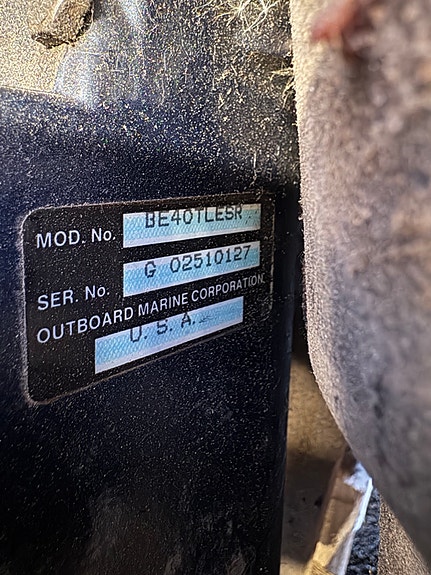 MOD. No. BE40TLESR
SER. No. G 02510127
OUTBOARD MARINE CORPORATION
U. S. A.